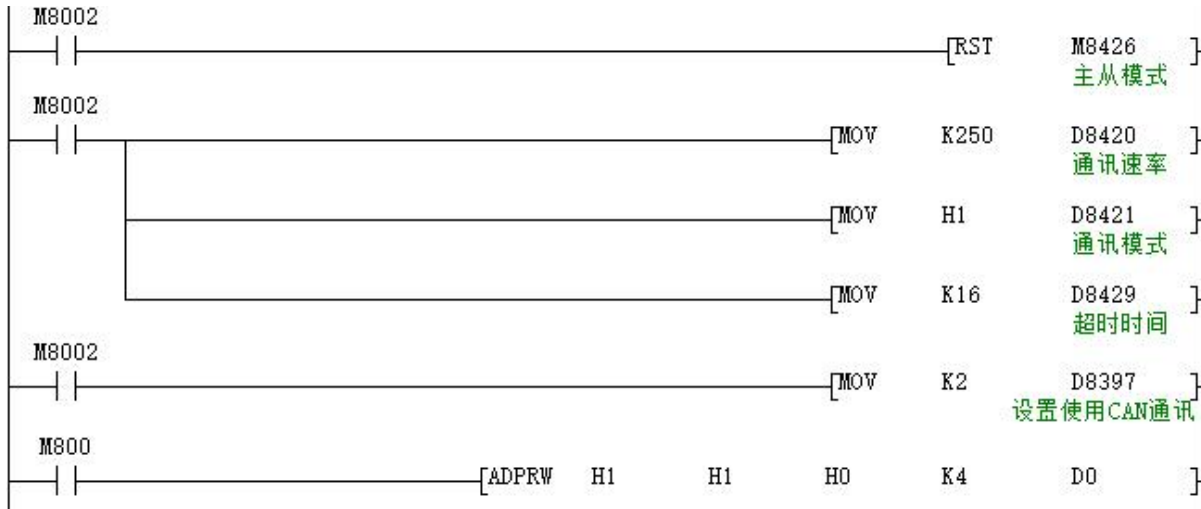 M8002
[RST M8426 ]
主从模式
M8002
[MOV K250 D8420 ]
通讯速率
[MOV H1 D8421 ]
通讯模式
[MOV K16 D8429 ]
超时时间
M8002
[MOV K2 D8397 ]
设置使用CAN通讯
M800
[ADPRW H1 H1 H0 K4 D0 ]